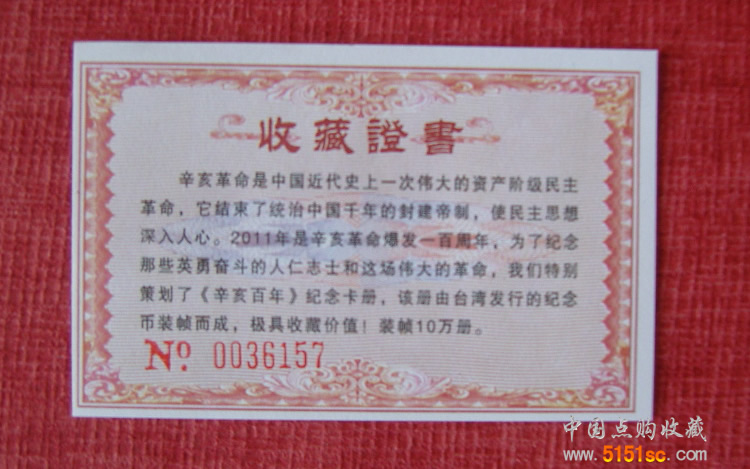 收藏證書
辛亥革命是中国近代史上一次伟大的资产阶级民主
革命，它结束了统治中国千年的封建帝制，使民主思想
深入人心。2011年是辛亥革命爆发一百周年，为了纪念
那些英勇奋斗的人仁志士和这场伟大的革命，我们特别
策划了《辛亥百年》纪念卡册，该册由台湾发行的纪念
币装帧而成，极具收藏价值！装帧10万册。
No 0036157
中国点购收藏
www.5151sc.com